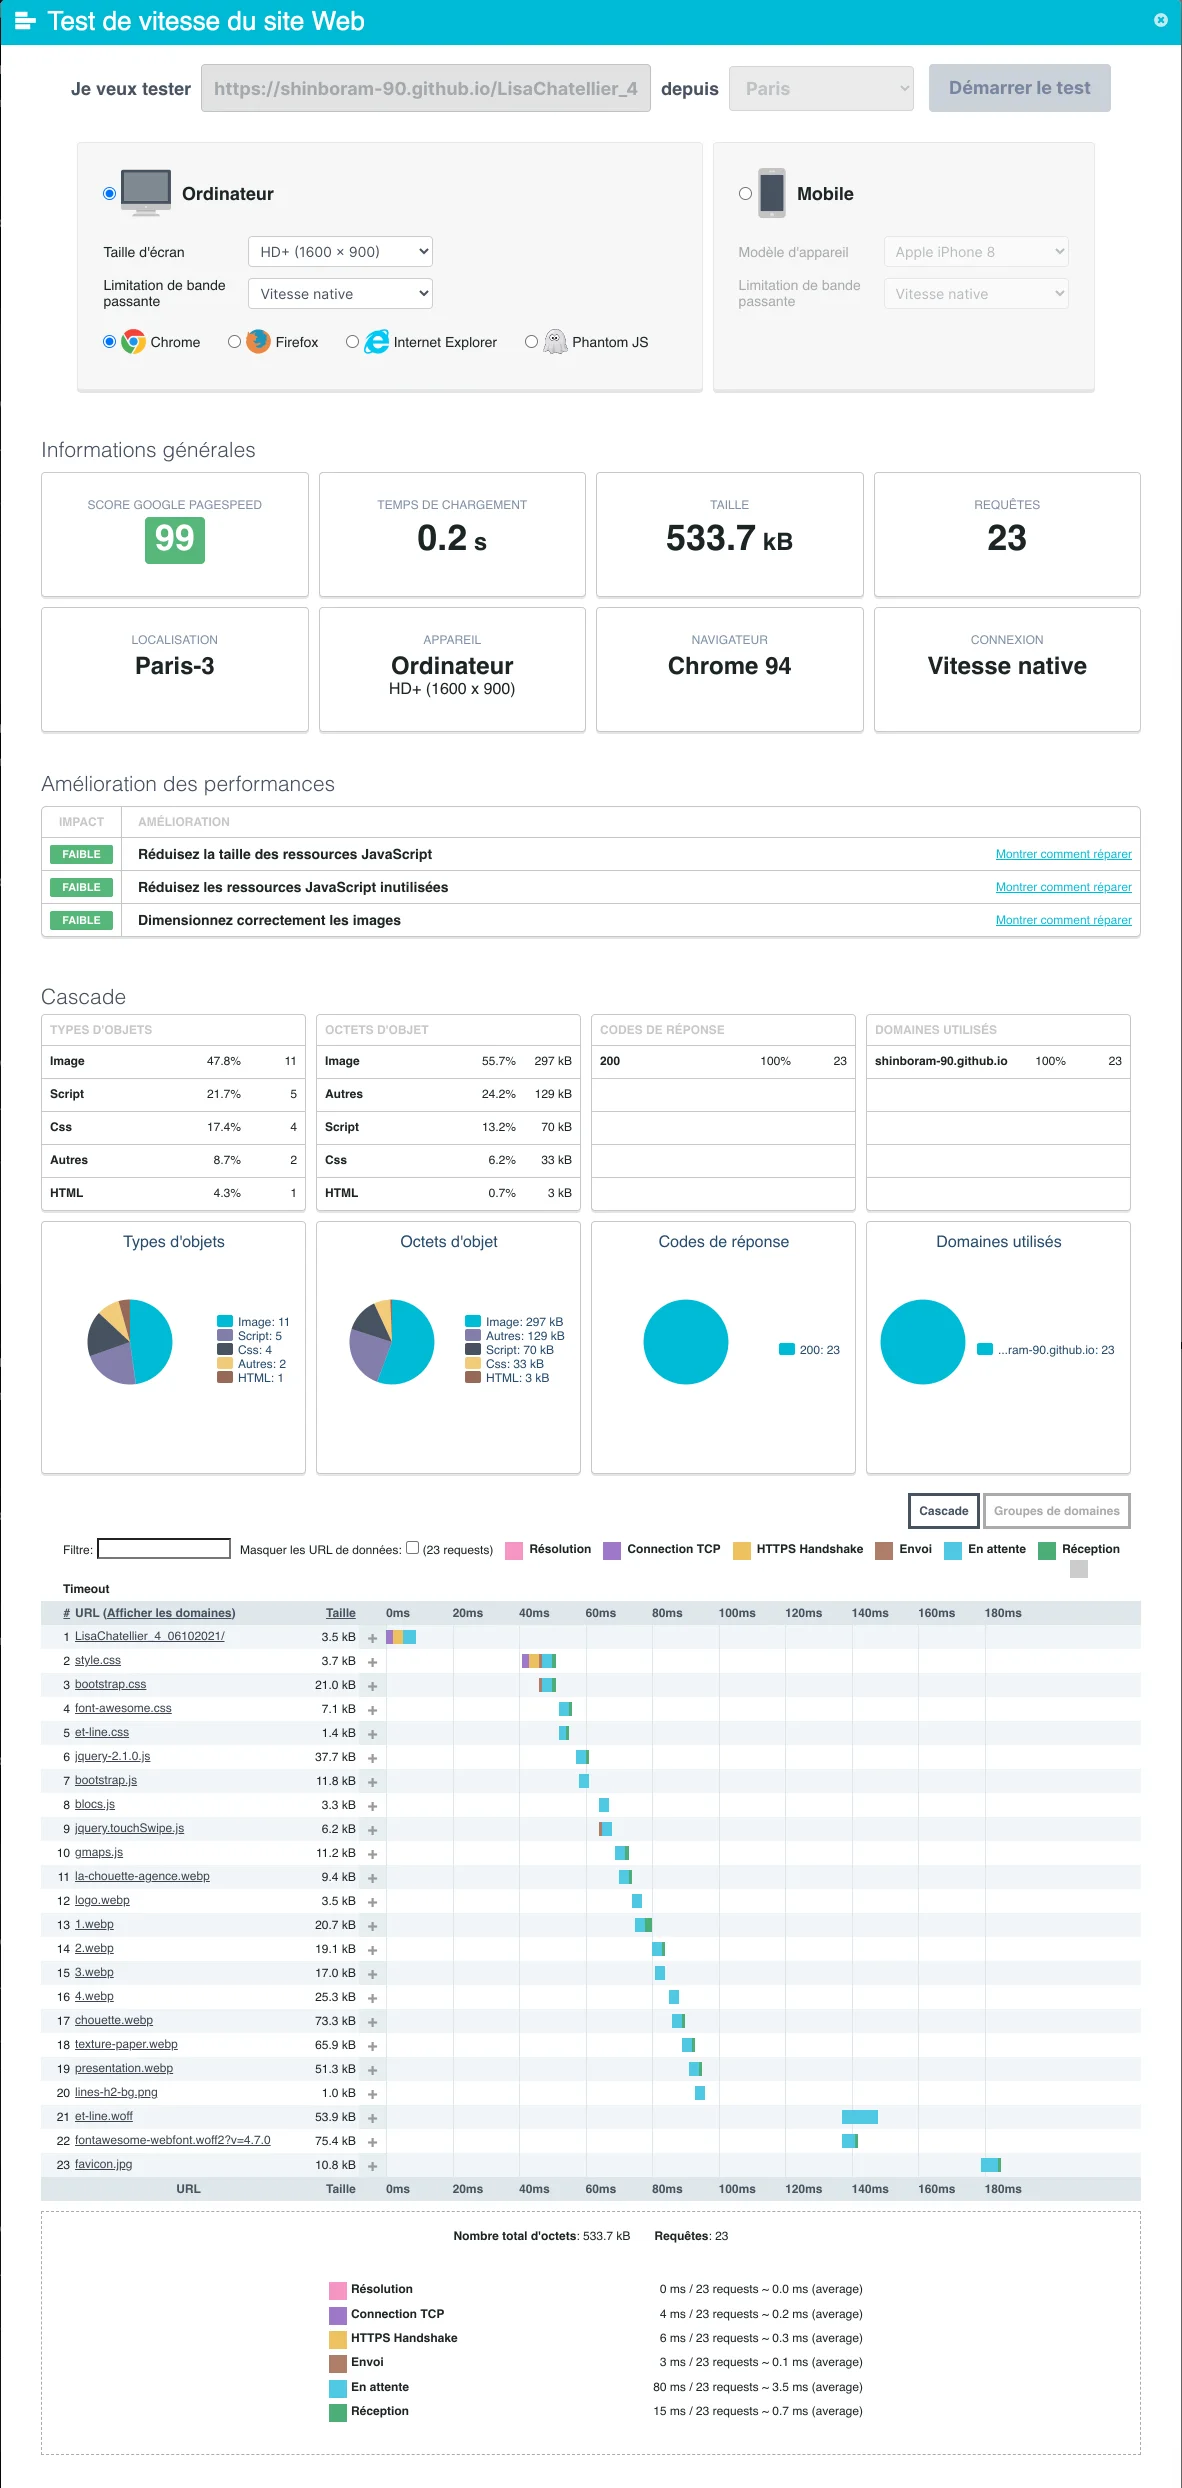 Test de vitesse du site Web
Je veux tester https://shinboram-90.github.io/LisaChatellier_4 depuis Paris Démarrer le test
Ordinateur
Taille d'écran HD+ (1600 × 900)
Limitation de bande passante Vitesse native
Chrome Firefox Internet Explorer Phantom JS
Mobile
Modèle d'appareil Apple iPhone 8
Limitation de bande passante Vitesse native
Informations générales
SCORE GOOGLE PAGESPEED
99
TEMPS DE CHARGEMENT
0.2 s
TAILLE
533.7 kB
REQUÊTES
23
LOCALISATION
Paris-3
APPAREIL
Ordinateur
HD+ (1600 x 900)
NAVIGATEUR
Chrome 94
CONNEXION
Vitesse native
Amélioration des performances
IMPACT AMÉLIORATION
FAIBLE Réduisez la taille des ressources JavaScript Montrer comment réparer
FAIBLE Réduisez les ressources JavaScript inutilisées Montrer comment réparer
FAIBLE Dimensionnez correctement les images Montrer comment réparer
Cascade
TYPES D'OBJETS
Image 47.8% 11
Script 21.7% 5
Css 17.4% 4
Autres 8.7% 2
HTML 4.3% 1
OCTETS D'OBJET
Image 55.7% 297 kB
Autres 24.2% 129 kB
Script 13.2% 70 kB
Css 6.2% 33 kB
HTML 0.7% 3 kB
CODES DE RÉPONSE
200 100% 23
DOMAINES UTILISÉS
shinboram-90.github.io 100% 23
Types d'objets
Image: 11
Script: 5
Css: 4
Autres: 2
HTML: 1
Octets d'objet
Image: 297 kB
Autres: 129 kB
Script: 70 kB
Css: 33 kB
HTML: 3 kB
Codes de réponse
200: 23
Domaines utilisés
...ram-90.github.io: 23
Cascade Groupes de domaines
Filtre: Masquer les URL de données: (23 requests) Résolution Connection TCP HTTPS Handshake Envoi En attente Réception
Timeout
# URL (Afficher les domaines) Taille 0ms 20ms 40ms 60ms 80ms 100ms 120ms 140ms 160ms 180ms
1 LisaChatellier_4_06102021/ 3.5 kB +
2 style.css 3.7 kB +
3 bootstrap.css 21.0 kB +
4 font-awesome.css 7.1 kB +
5 et-line.css 1.4 kB +
6 jquery-2.1.0.js 37.7 kB +
7 bootstrap.js 11.8 kB +
8 blocs.js 3.3 kB +
9 jquery.touchSwipe.js 6.2 kB +
10 gmaps.js 11.2 kB +
11 la-chouette-agence.webp 9.4 kB +
12 logo.webp 3.5 kB +
13 1.webp 20.7 kB +
14 2.webp 19.1 kB +
15 3.webp 17.0 kB +
16 4.webp 25.3 kB +
17 chouette.webp 73.3 kB +
18 texture-paper.webp 65.9 kB +
19 presentation.webp 51.3 kB +
20 lines-h2-bg.png 1.0 kB +
21 et-line.woff 53.9 kB +
22 fontawesome-webfont.woff2?v=4.7.0 75.4 kB +
23 favicon.jpg 10.8 kB +
URL Taille 0ms 20ms 40ms 60ms 80ms 100ms 120ms 140ms 160ms 180ms
Nombre total d'octets: 533.7 kB Requêtes: 23
Résolution 0 ms / 23 requests ~ 0.0 ms (average)
Connection TCP 4 ms / 23 requests ~ 0.2 ms (average)
HTTPS Handshake 6 ms / 23 requests ~ 0.3 ms (average)
Envoi 3 ms / 23 requests ~ 0.1 ms (average)
En attente 80 ms / 23 requests ~ 3.5 ms (average)
Réception 15 ms / 23 requests ~ 0.7 ms (average)